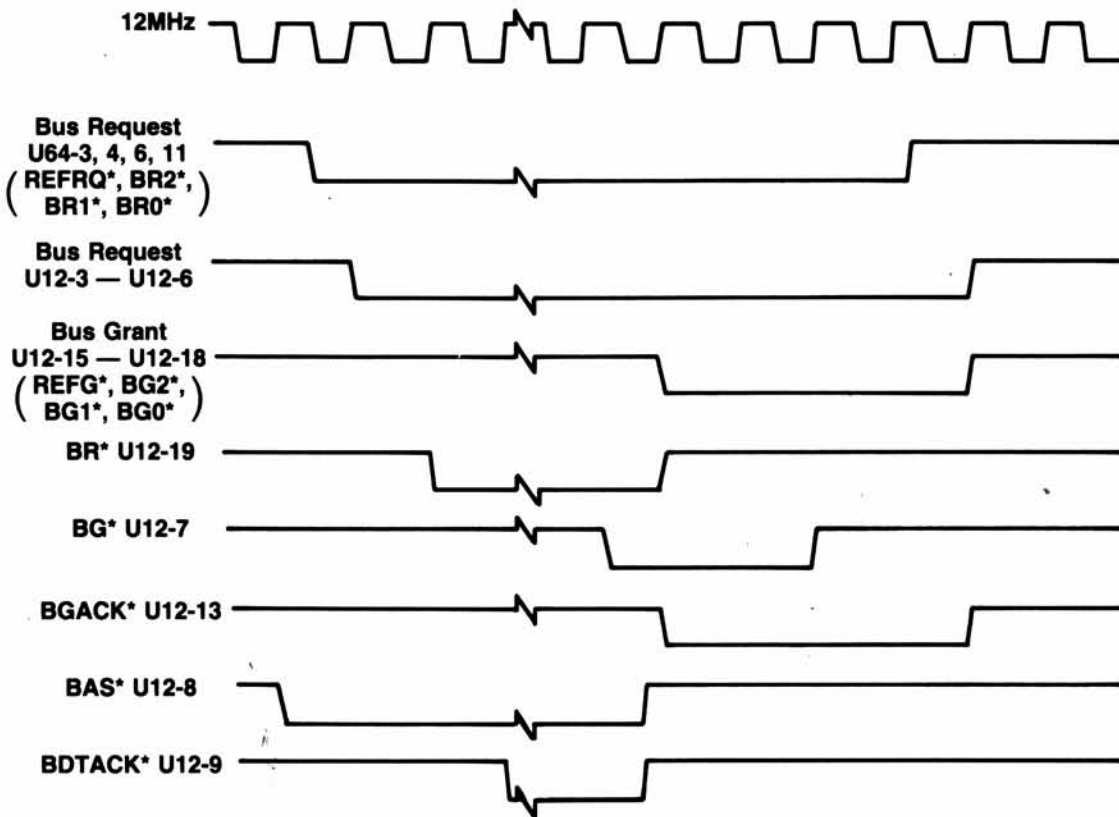 12MHz
Bus Request
U64-3, 4, 6, 11
(REFRQ*, BR2*,
BR1*, BR0*)
Bus Request
U12-3 — U12-6
Bus Grant
U12-15 — U12-18
(REFG*, BG2*,
BG1*, BG0*)
BR* U12-19
BG* U12-7
BGACK* U12-13
BAS* U12-8
BDTACK* U12-9